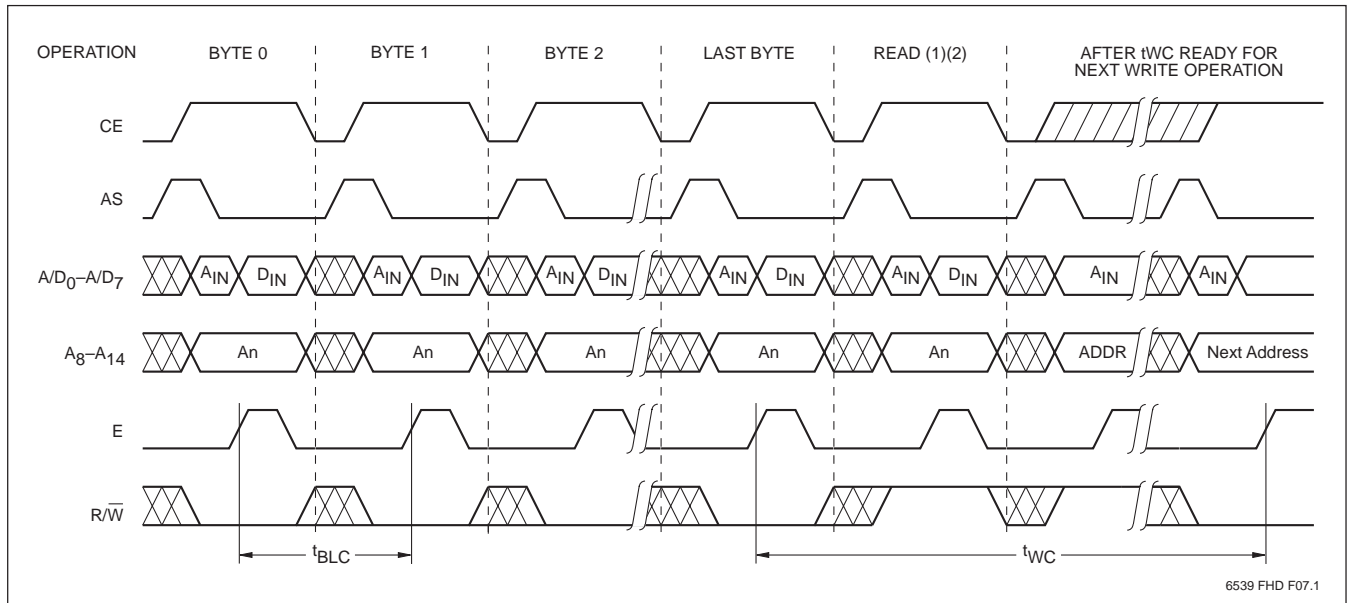 OPERATION BYTE 0 BYTE 1 BYTE 2 LAST BYTE READ (1)(2) AFTER tWC READY FOR
NEXT WRITE OPERATION
CE
AS
A/D0–A/D7 AIN DIN AIN DIN AIN DIN AIN DIN AIN DIN AIN AIN
A8–A14 An An An An An ADDR Next Address
E
R/W̅
tBLC tWC
6539 FHD F07.1